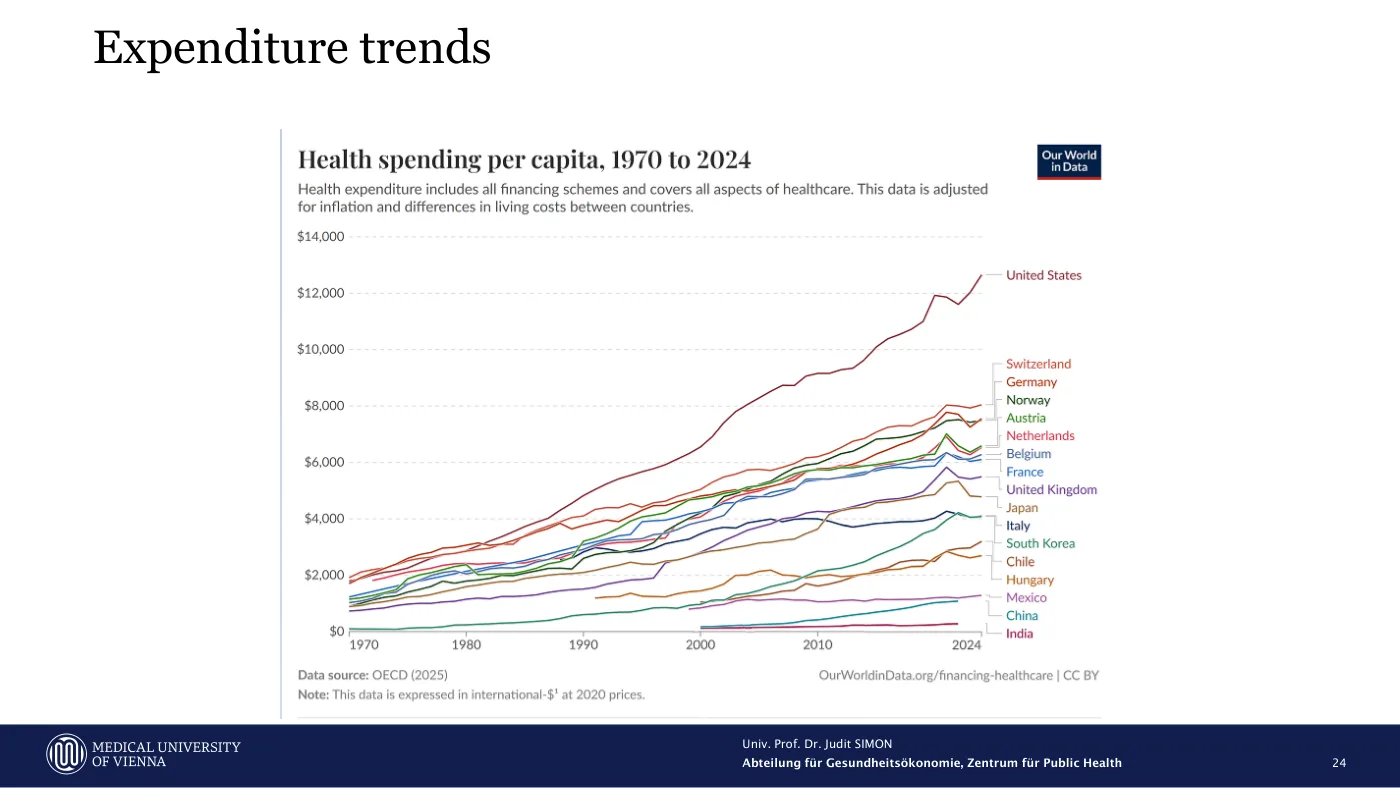 Expenditure trends
Health spending per capita, 1970 to 2024
Our World
in Data
Health expenditure includes all financing schemes and covers all aspects of healthcare. This data is adjusted
for inflation and differences in living costs between countries.
$14,000
$12,000
$10,000
$8,000
$6,000
$4,000
$2,000
$0
1970
1980
1990
2000
2010
2024
United States
Switzerland
Germany
Norway
Austria
Netherlands
Belgium
France
United Kingdom
Japan
Italy
South Korea
Chile
Hungary
Mexico
China
India
Data source: OECD (2025)
OurWorldinData.org/financing-healthcare | CC BY
Note: This data is expressed in international-$¹ at 2020 prices.
MEDICAL UNIVERSITY
OF VIENNA
Univ. Prof. Dr. Judit SIMON
Abteilung für Gesundheitsökonomie, Zentrum für Public Health
24